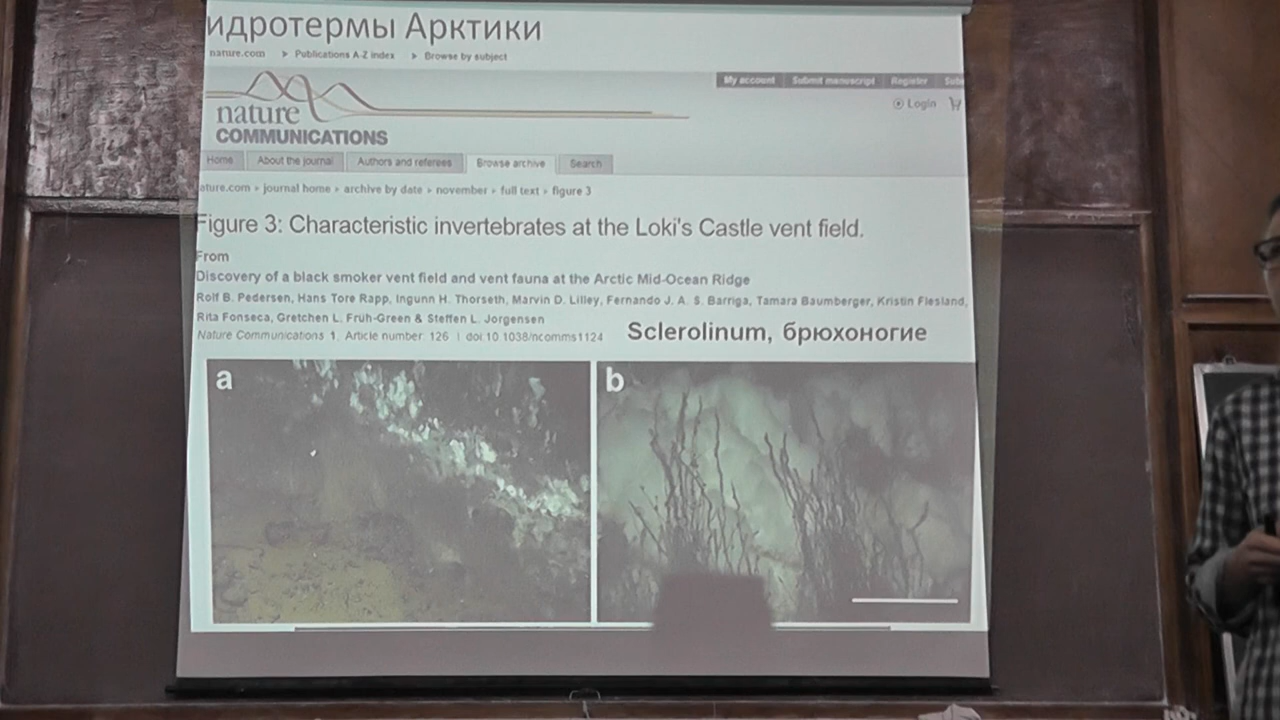 идротермы Арктики
nature.com ▸ Publications A-Z index ▸ Browse by subject
My account Submit manuscript Register Subs
Login
nature
COMMUNICATIONS
Home About the journal Authors and referees Browse archive Search
ature.com ▸ journal home ▸ archive by date ▸ november ▸ full text ▸ figure 3
Figure 3: Characteristic invertebrates at the Loki's Castle vent field.
From
Discovery of a black smoker vent field and vent fauna at the Arctic Mid-Ocean Ridge
Rolf B. Pedersen, Hans Tore Rapp, Ingunn H. Thorseth, Marvin D. Lilley, Fernando J. A. S. Barriga, Tamara Baumberger, Kristin Flesland,
Rita Fonseca, Gretchen L. Früh-Green & Steffen L. Jorgensen
Nature Communications 1, Article number: 126 | doi:10.1038/ncomms1124
Sclerolinum, брюхоногие
a b